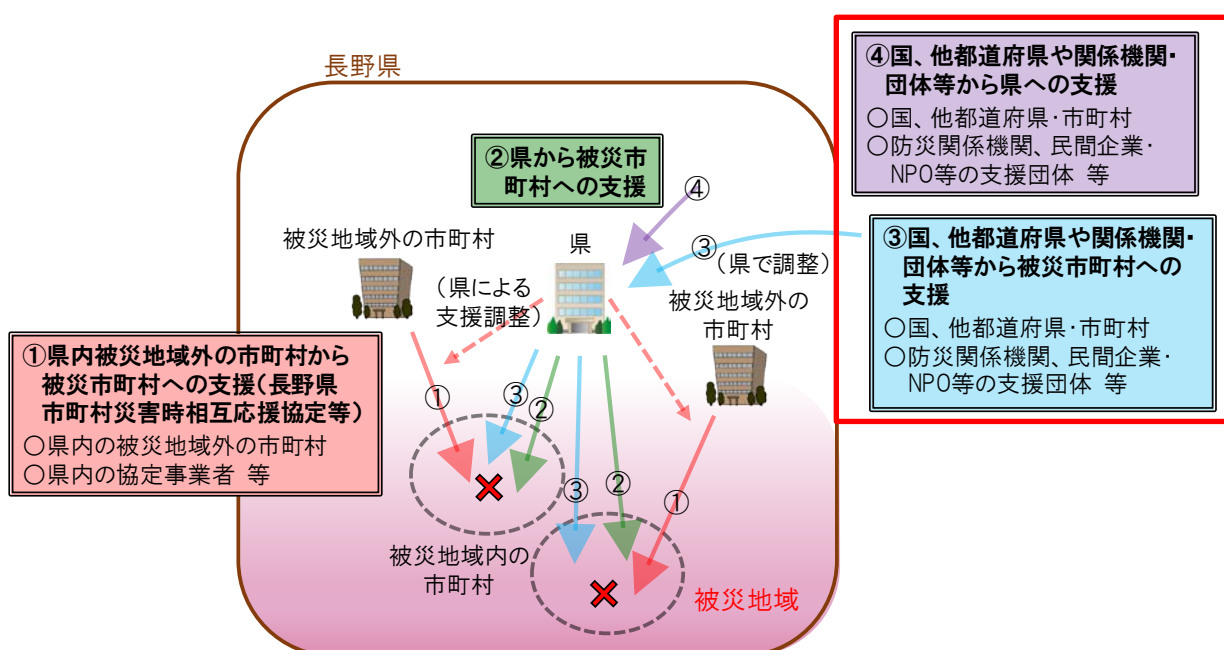 長野県
④国、他都道府県や関係機関・
団体等から県への支援
○国、他都道府県・市町村
○防災関係機関、民間企業・
NPO等の支援団体 等
②県から被災市
町村への支援
④
被災地域外の市町村
県
③
(県で調整)
③国、他都道府県や関係機関・
団体等から被災市町村への
支援
○国、他都道府県・市町村
○防災関係機関、民間企業・
NPO等の支援団体 等
(県による
支援調整)
被災地域外の
市町村
①県内被災地域外の市町村から
被災市町村への支援(長野県
市町村災害時相互応援協定等)
○県内の被災地域外の市町村
○県内の協定事業者 等
①
③
②
③
②
①
被災地域内の
市町村
被災地域